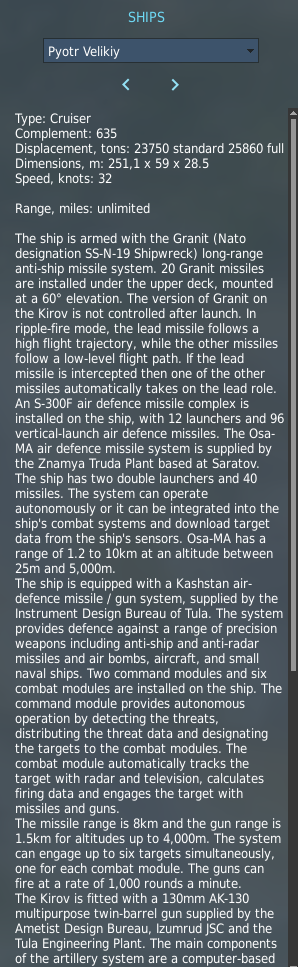 SHIPS
Pyotr Velikiy
Type: Cruiser
Complement: 635
Displacement, tons: 23750 standard 25860 full
Dimensions, m: 251,1 x 59 x 28.5
Speed, knots: 32
Range, miles: unlimited
The ship is armed with the Granit (Nato
designation SS-N-19 Shipwreck) long-range
anti-ship missile system. 20 Granit missiles
are installed under the upper deck, mounted
at a 60° elevation. The version of Granit on
the Kirov is not controlled after launch. In
ripple-fire mode, the lead missile follows a
high flight trajectory, while the other missiles
follow a low-level flight path. If the lead
missile is intercepted then one of the other
missiles automatically takes on the lead role.
An S-300F air defence missile complex is
installed on the ship, with 12 launchers and 96
vertical-launch air defence missiles. The Osa-
MA air defence missile system is supplied by
the Znamya Truda Plant based at Saratov.
The ship has two double launchers and 40
missiles. The system can operate
autonomously or it can be integrated into the
ship's combat systems and download target
data from the ship's sensors. Osa-MA has a
range of 1.2 to 10km at an altitude between
25m and 5,000m.
The ship is equipped with a Kashstan air-
defence missile / gun system, supplied by the
Instrument Design Bureau of Tula. The system
provides defence against a range of precision
weapons including anti-ship and anti-radar
missiles and air bombs, aircraft, and small
naval ships. Two command modules and six
combat modules are installed on the ship. The
command module provides autonomous
operation by detecting the threats,
distributing the threat data and designating
the targets to the combat modules. The
combat module automatically tracks the
target with radar and television, calculates
firing data and engages the target with
missiles and guns.
The missile range is 8km and the gun range is
1.5km for altitudes up to 4,000m. The system
can engage up to six targets simultaneously,
one for each combat module. The guns can
fire at a rate of 1,000 rounds a minute.
The Kirov is fitted with a 130mm AK-130
multipurpose twin-barrel gun supplied by the
Ametist Design Bureau, Izumrud JSC and the
Tula Engineering Plant. The main components
of the artillery system are a computer-based